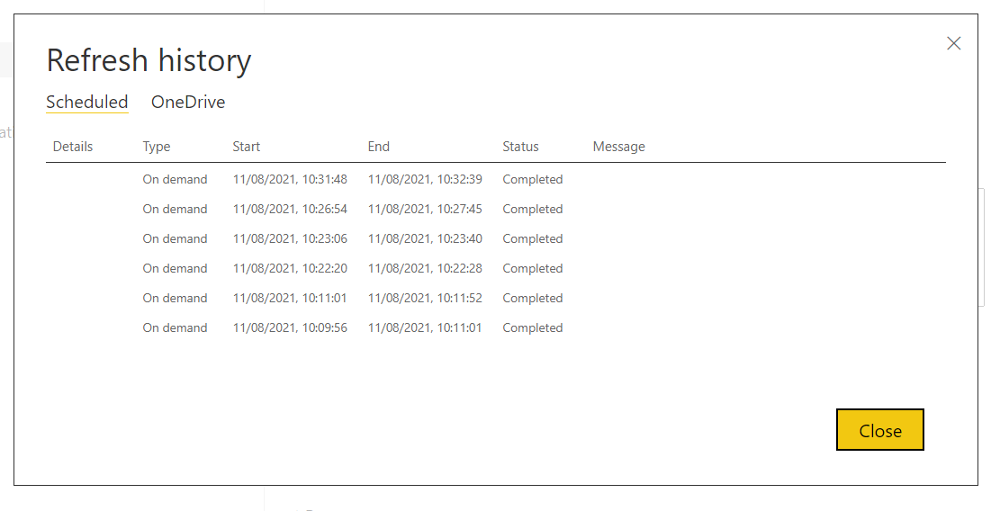 Refresh history
Scheduled OneDrive
Details Type Start End Status Message
On demand 11/08/2021, 10:31:48 11/08/2021, 10:32:39 Completed
On demand 11/08/2021, 10:26:54 11/08/2021, 10:27:45 Completed
On demand 11/08/2021, 10:23:06 11/08/2021, 10:23:40 Completed
On demand 11/08/2021, 10:22:20 11/08/2021, 10:22:28 Completed
On demand 11/08/2021, 10:11:01 11/08/2021, 10:11:52 Completed
On demand 11/08/2021, 10:09:56 11/08/2021, 10:11:01 Completed
Close